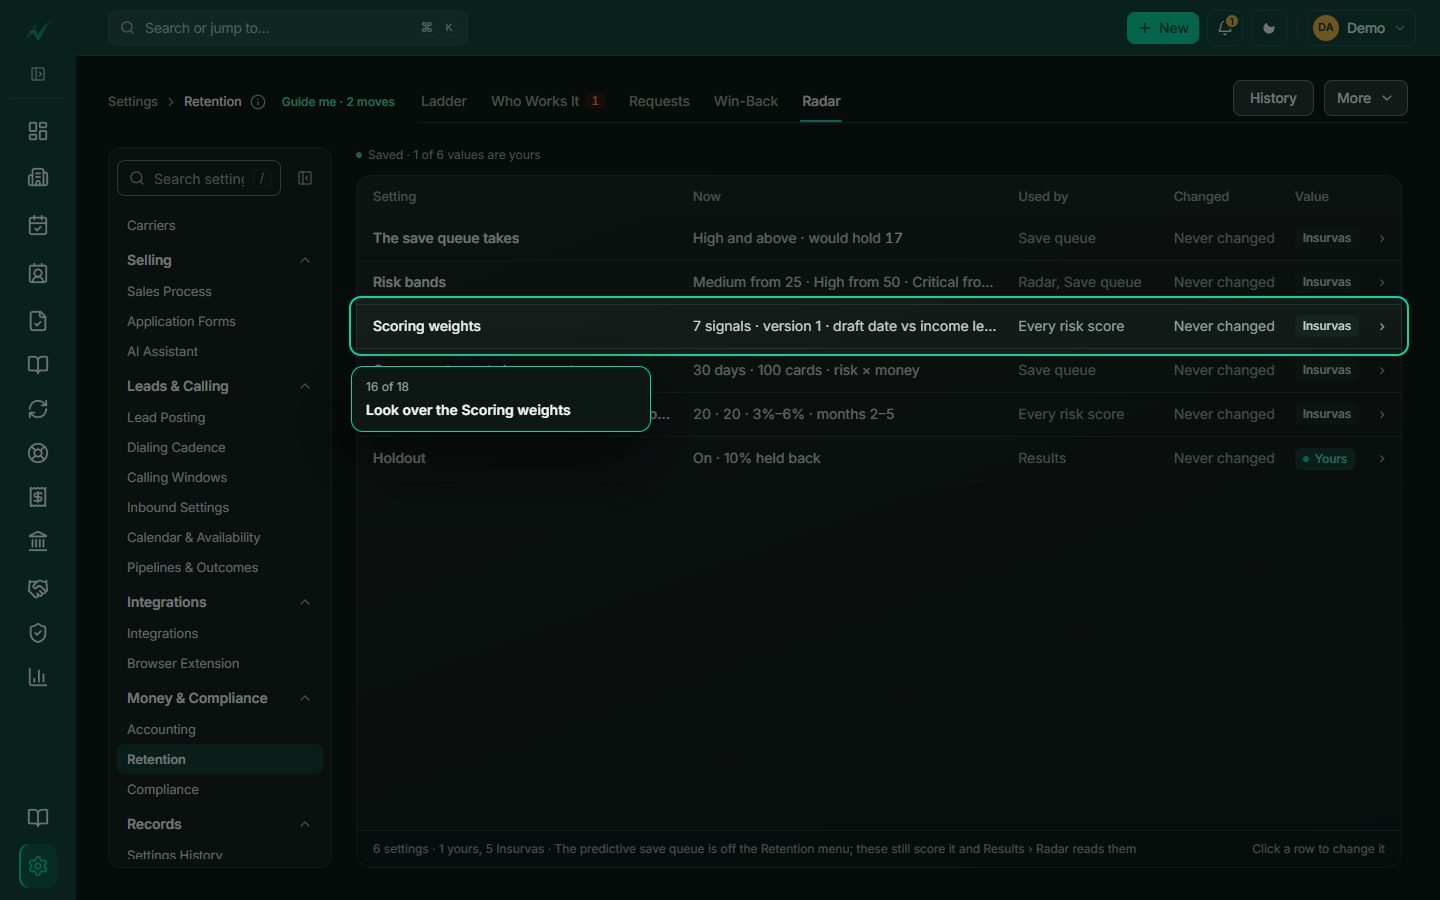 Search or jump to...
⌘ K
New
1
DA
Demo
Settings › Retention
Guide me · 2 moves
Ladder
Who Works It 1
Requests
Win-Back
Radar
History
More
Search setting
/
Saved · 1 of 6 values are yours
Carriers
Selling
Sales Process
Application Forms
AI Assistant
Leads & Calling
Lead Posting
Dialing Cadence
Calling Windows
Inbound Settings
Calendar & Availability
Pipelines & Outcomes
Integrations
Integrations
Browser Extension
Money & Compliance
Accounting
Retention
Compliance
Records
Settings History
Setting Now Used by Changed Value
The save queue takes High and above · would hold 17 Save queue Never changed Insurvas ›
Risk bands Medium from 25 · High from 50 · Critical fro... Radar, Save queue Never changed Insurvas ›
Scoring weights 7 signals · version 1 · draft date vs income le... Every risk score Never changed Insurvas ›
30 days · 100 cards · risk × money Save queue Never changed Insurvas ›
16 of 18
Look over the Scoring weights
20 · 20 · 3%–6% · months 2–5 Every risk score Never changed Insurvas ›
Holdout On · 10% held back Results Never changed Yours ›
6 settings · 1 yours, 5 Insurvas · The predictive save queue is off the Retention menu; these still score it and Results › Radar reads them
Click a row to change it